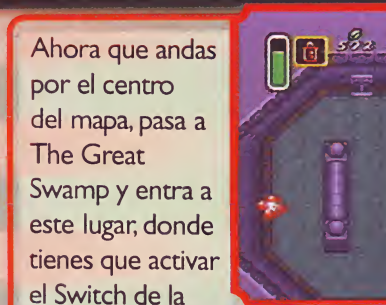 Ahora que andas
por el centro
del mapa, pasa a
The Great
Swamp y entra a
este lugar, donde
tienes que activar
el Switch de la
502